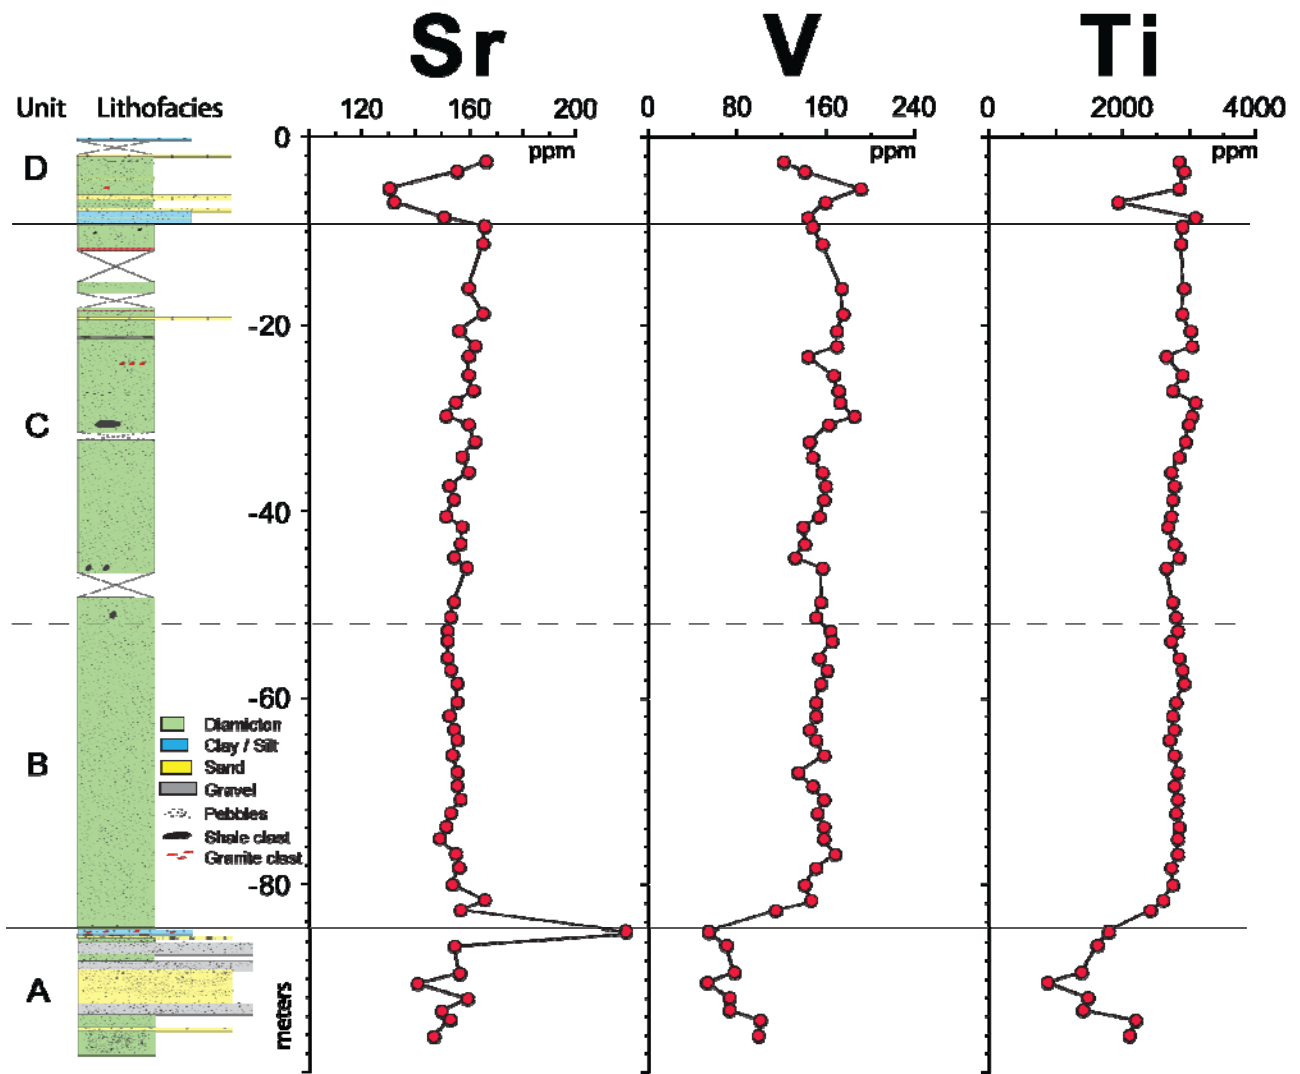 Sr V Ti
Unit Lithofacies
120 160 200 0 80 160 240 0 2000 4000
ppm ppm ppm
0
D
-20
C
-40
-60
Diamicton
Clay / Silt
B
Sand
Gravel
Pebbles
Shale clast
Granite clast
-80
A
meters